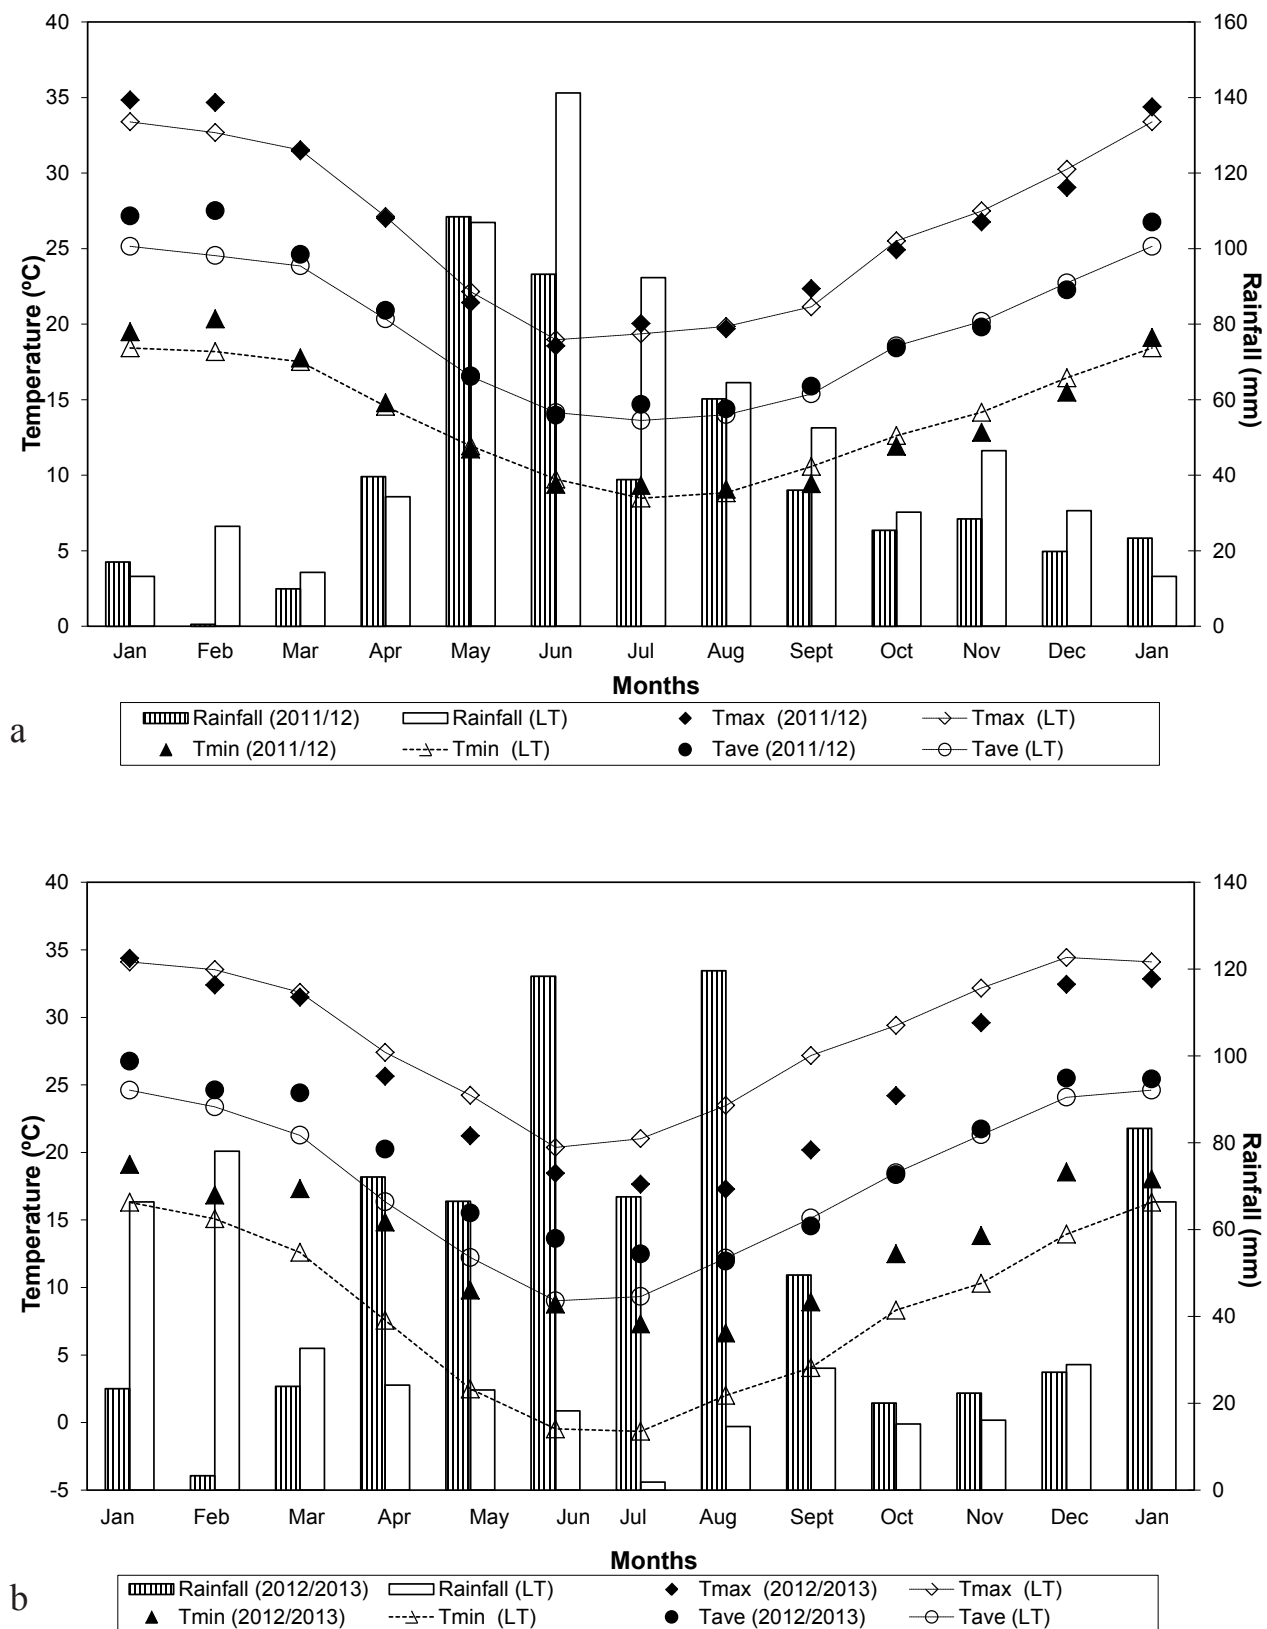 40 160
35 140
30 120
25 100
20 80
15 60
10 40
5 20
0 0
Temperature (ºC)
Rainfall (mm)
Jan Feb Mar Apr May Jun Jul Aug Sept Oct Nov Dec Jan
Months
a
Rainfall (2011/12) Rainfall (LT) Tmax (2011/12) Tmax (LT)
Tmin (2011/12) Tmin (LT) Tave (2011/12) Tave (LT)
40 140
35 120
30 100
25 80
20 60
15 40
10 20
5 0
0
-5
Temperature (ºC)
Rainfall (mm)
Jan Feb Mar Apr May Jun Jul Aug Sept Oct Nov Dec Jan
Months
b
Rainfall (2012/2013) Rainfall (LT) Tmax (2012/2013) Tmax (LT)
Tmin (2012/2013) Tmin (LT) Tave (2012/2013) Tave (LT)